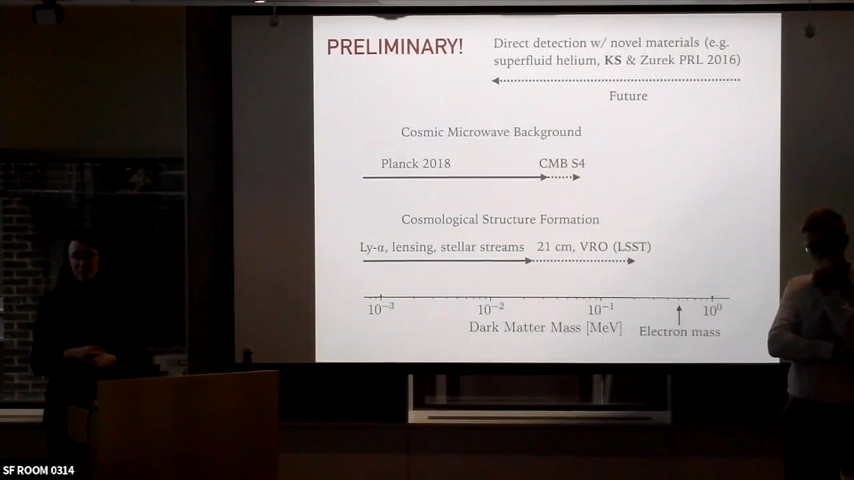 PRELIMINARY!
Direct detection w/ novel materials (e.g.
superfluid helium, KS & Zurek PRL 2016)
Future
Cosmic Microwave Background
Planck 2018
CMB S4
Cosmological Structure Formation
Ly-α, lensing, stellar streams
21 cm, VRO (LSST)
10⁻³ 10⁻² 10⁻¹ 10⁰
Dark Matter Mass [MeV]
Electron mass
SF ROOM 0314